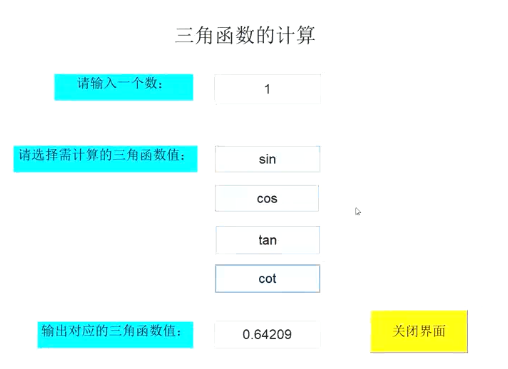 三角函数的计算
请输入一个数：
1
请选择需计算的三角函数值：
sin
cos
tan
cot
输出对应的三角函数值：
0.64209
关闭界面